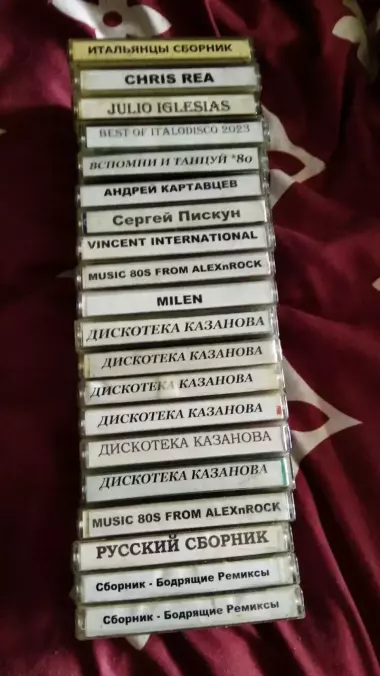 ИТАЛЬЯНЦЫ СБОРНИК
CHRIS REA
JULIO IGLESIAS
BEST OF ITALODISCO 2023
ВСПОМНИ И ТАНЦУЙ "80
АНДРЕЙ КАРТАВЦЕВ
Сергей Пискун
VINCENT INTERNATIONAL
MUSIC 80S FROM ALEXnROCK
MILEN
ДИСКОТЕКА КАЗАНОВА
ДИСКОТЕКА КАЗАНОВА
ДИСКОТЕКА КАЗАНОВА
ДИСКОТЕКА КАЗАНОВА
ДИСКОТЕКА КАЗАНОВА
ДИСКОТЕКА КАЗАНОВА
MUSIC 80S FROM ALEXnROCK
РУССКИЙ СБОРНИК
Сборник - Бодрящие Ремиксы
Сборник - Бодрящие Ремиксы